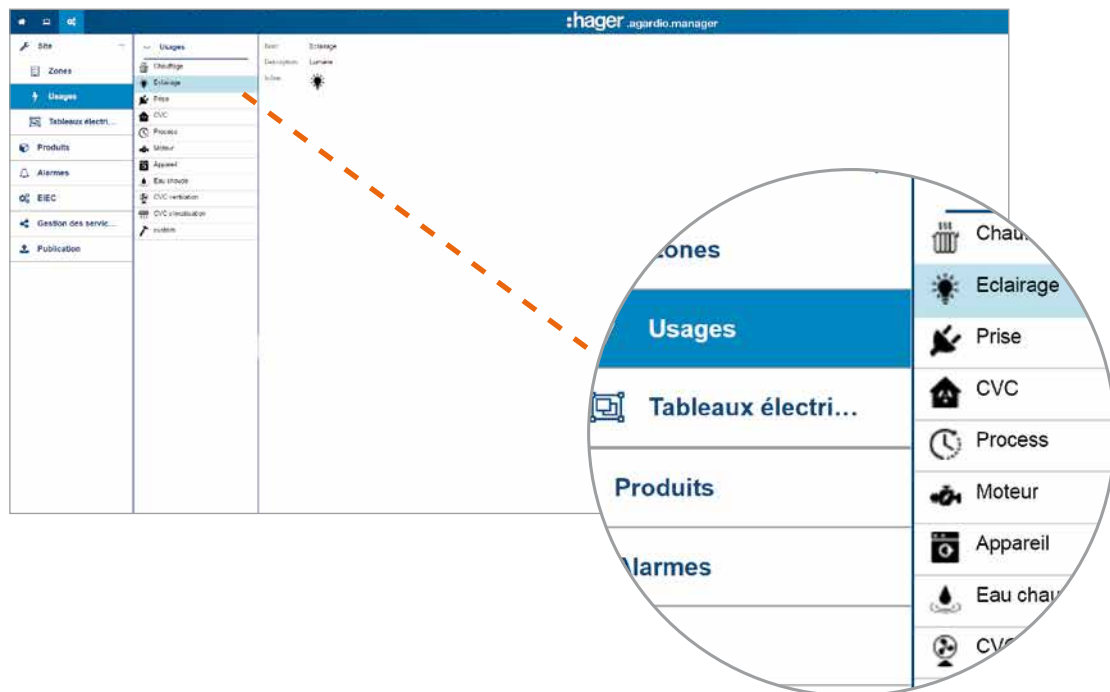 :hager .agardio.manager
Site
Zones
Usages
Tableaux électri...
Produits
Alarmes
EIEC
Gestion des servic...
Publication
Usages
Chauffage
Eclairage
Prise
CVC
Process
Moteur
Appareil
Eau chaude
CVC ventilation
CVC climatisation
custom
Nom: Eclairage
Description: Lumière
Icône:
zones
Usages
Tableaux électri...
Produits
Alarmes
Chau
Eclairage
Prise
CVC
Process
Moteur
Appareil
Eau chau
CVC